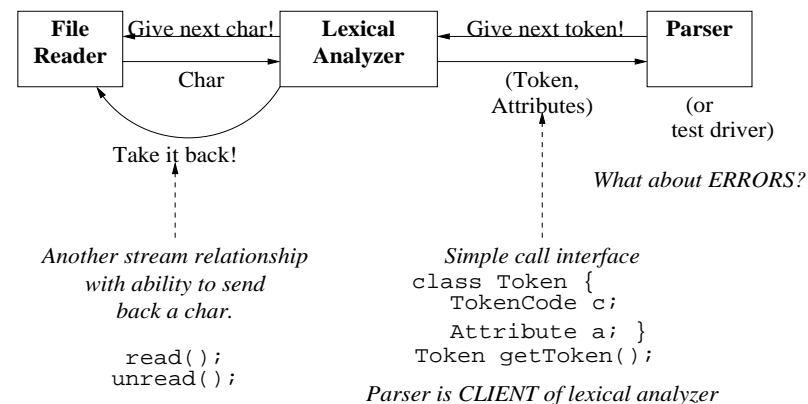 File
Reader
Give next char!
Char
Take it back!
Lexical
Analyzer
Give next token!
(Token,
Attributes)
Parser
(or
test driver)
What about ERRORS?
Another stream relationship
with ability to send
back a char.
read();
unread();
Simple call interface
class Token {
TokenCode c;
Attribute a; }
Token getToken();
Parser is CLIENT of lexical analyzer